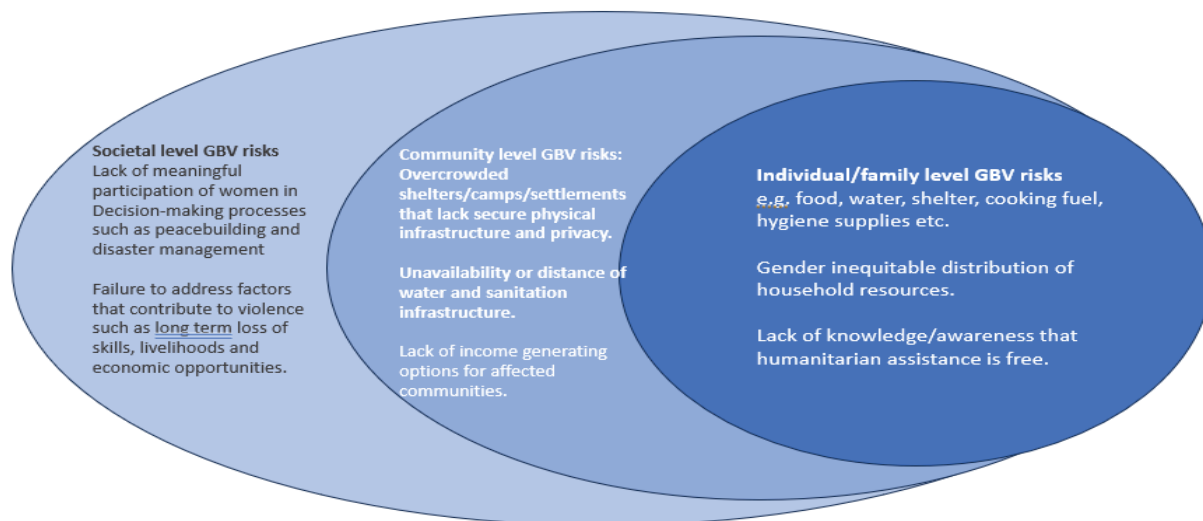 Societal level GBV risks
Lack of meaningful
participation of women in
Decision-making processes
such as peacebuilding and
disaster management
Failure to address factors
that contribute to violence
such as long term loss of
skills, livelihoods and
economic opportunities.
Community level GBV risks:
Overcrowded
shelters/camps/settlements
that lack secure physical
infrastructure and privacy.
Unavailability or distance of
water and sanitation
infrastructure.
Lack of income generating
options for affected
communities.
Individual/family level GBV risks
e.g. food, water, shelter, cooking fuel,
hygiene supplies etc.
Gender inequitable distribution of
household resources.
Lack of knowledge/awareness that
humanitarian assistance is free.